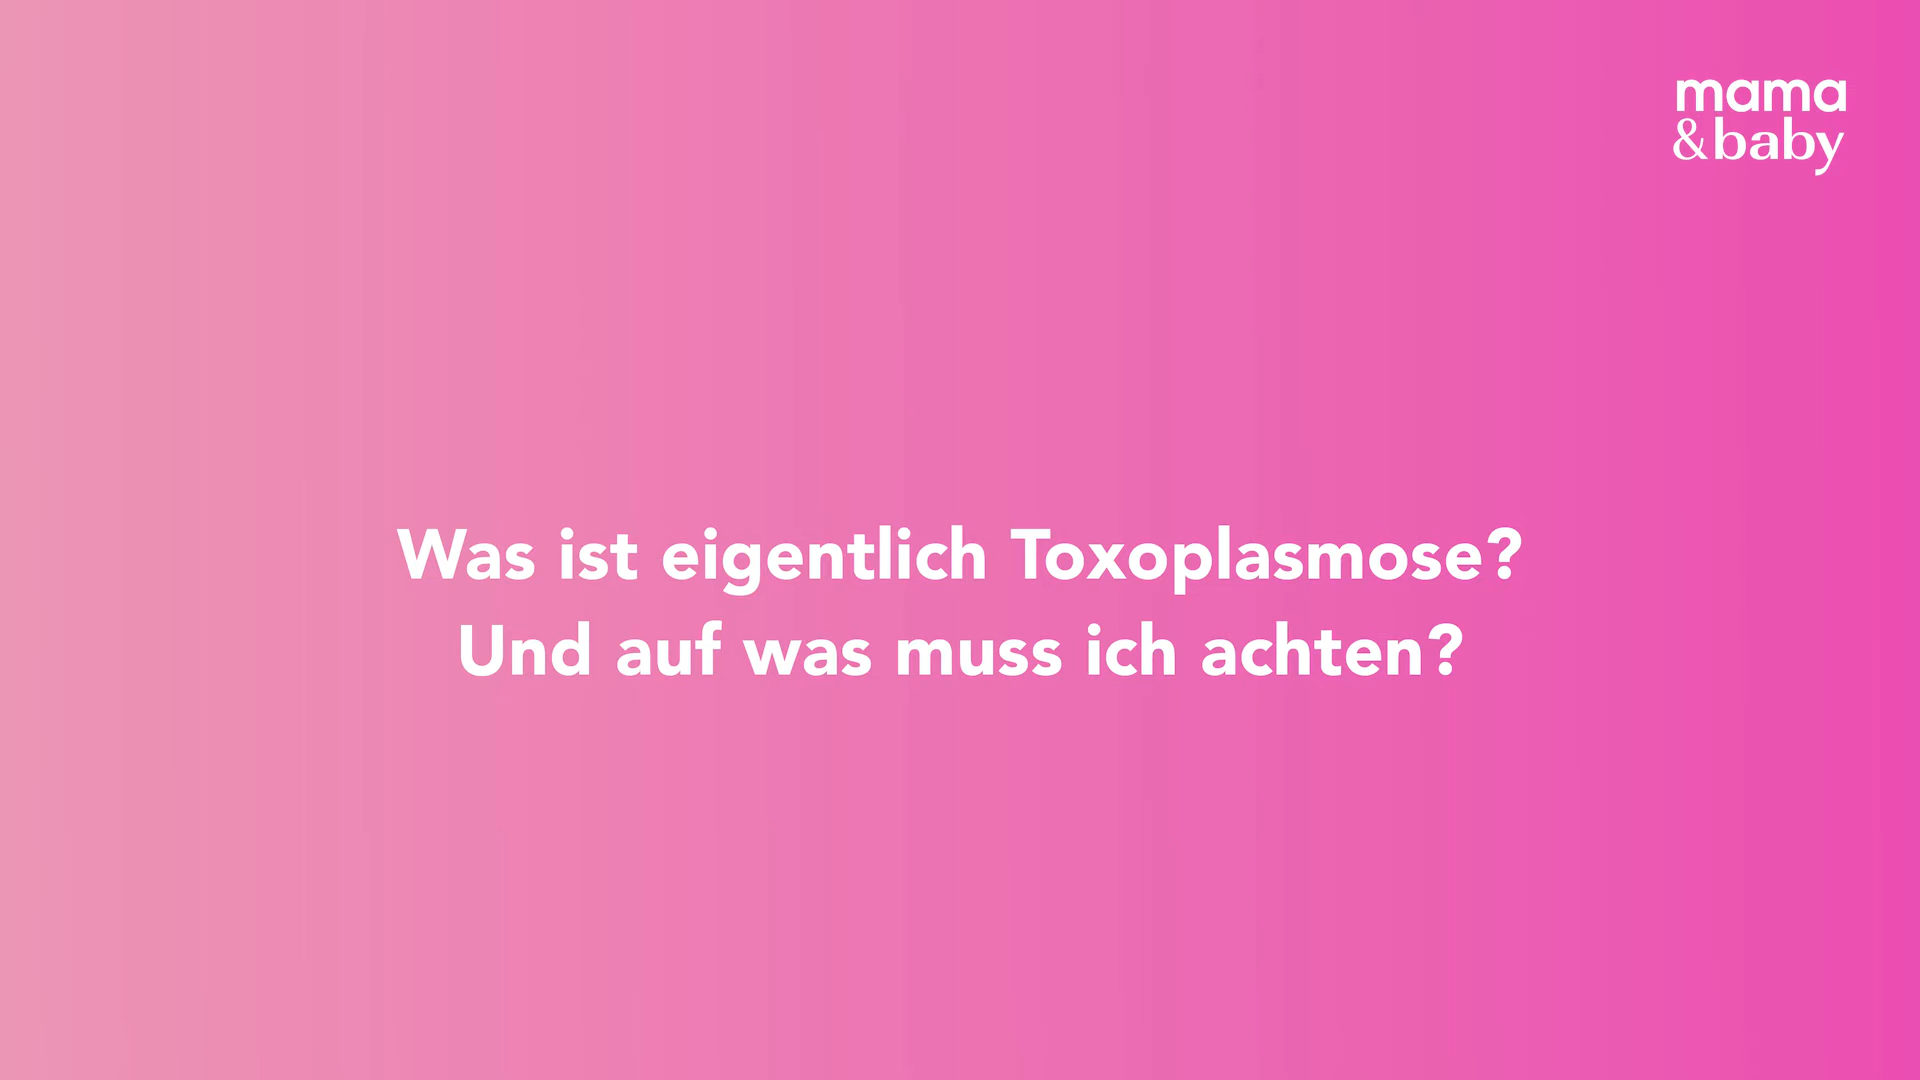 mama
&baby
Was ist eigentlich Toxoplasmose?
Und auf was muss ich achten?